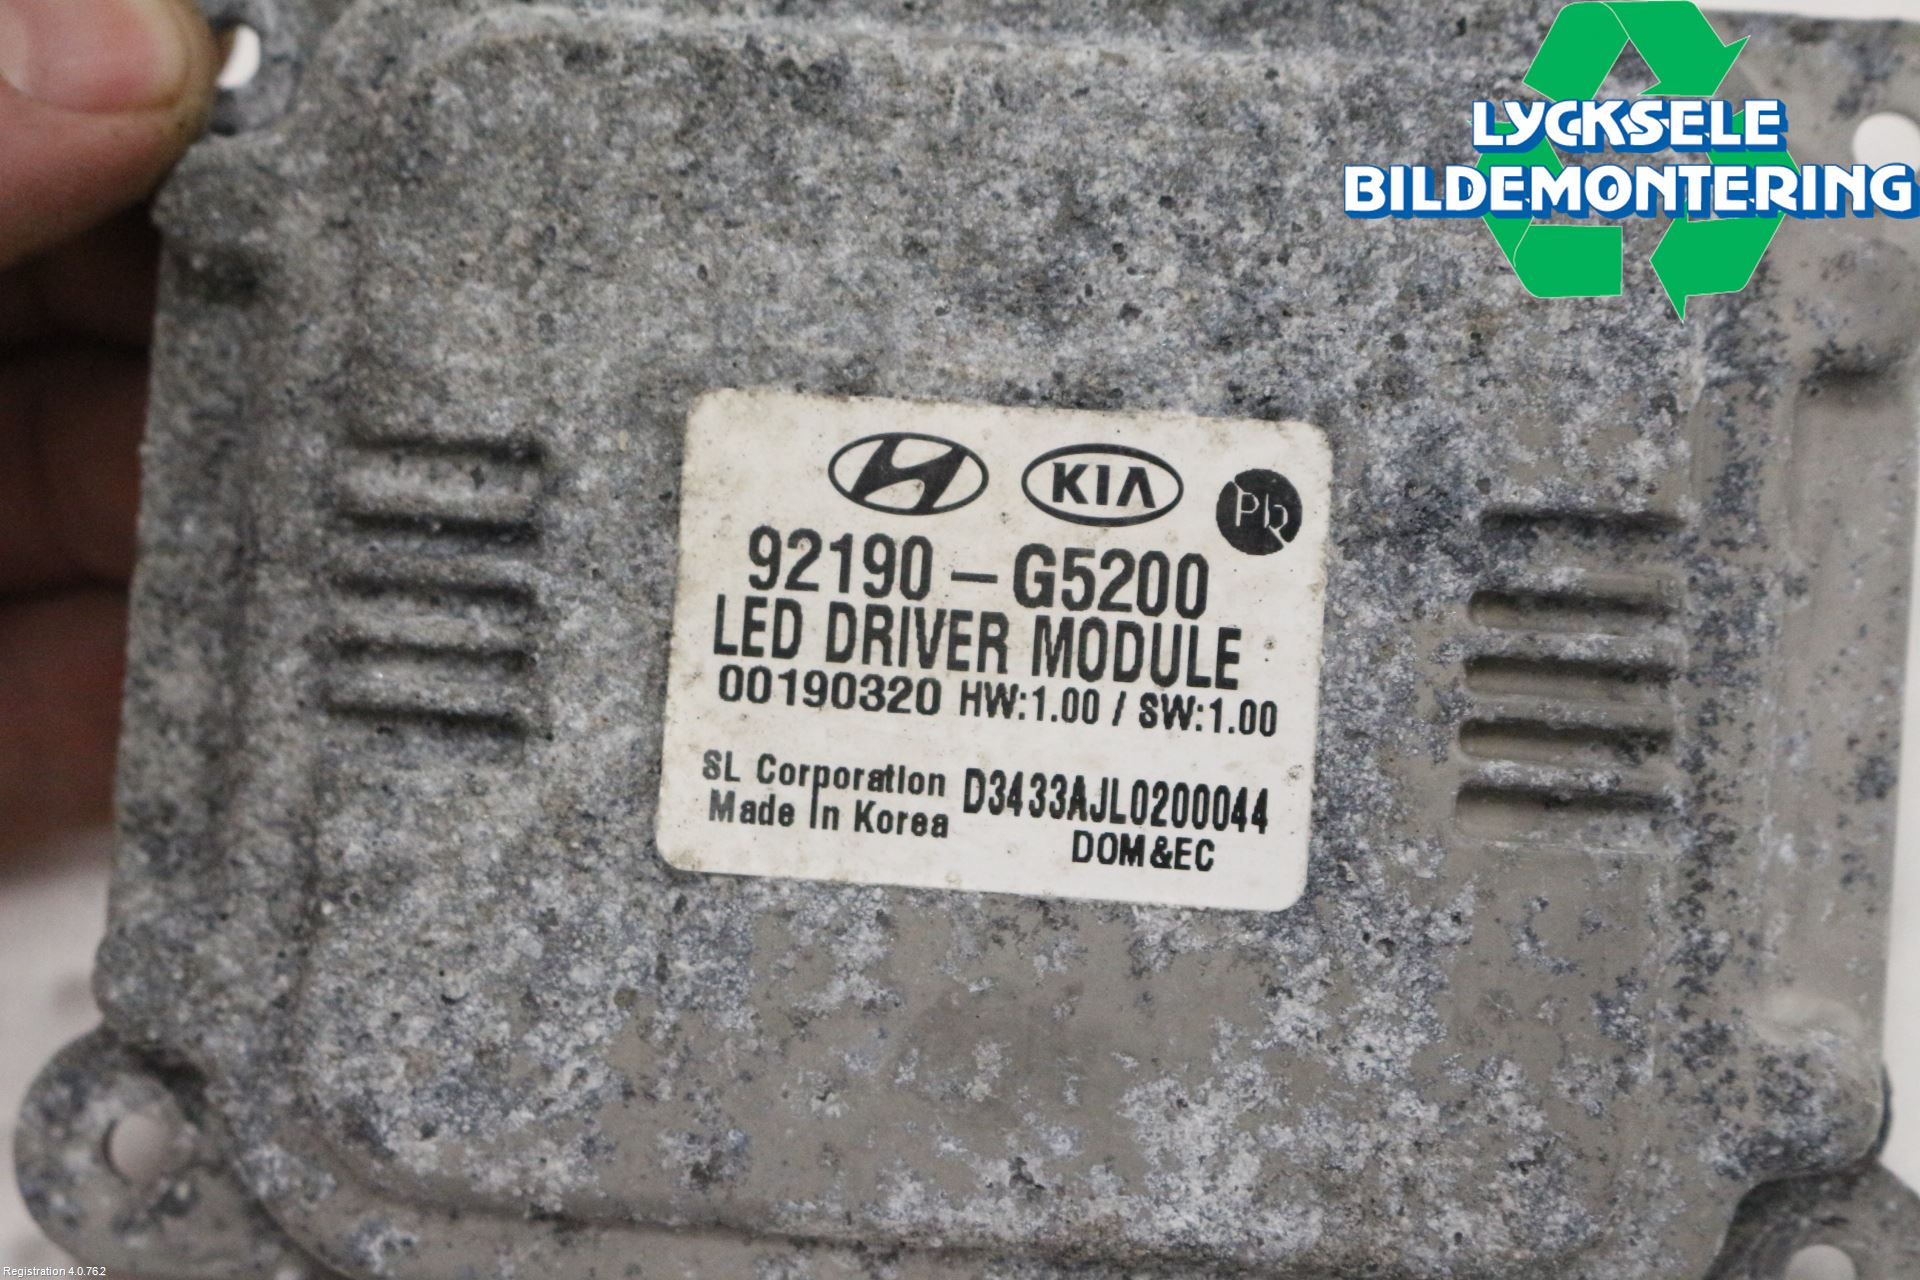 LYCKSELE
BILDEMONTERING
KIA
Pb
92190-G5200
LED DRIVER MODULE
00190320 HW:1.00 / SW:1.00
SL Corporation D3433AJL0200044
Made In Korea
DOM&EC
Registration 4.0.762